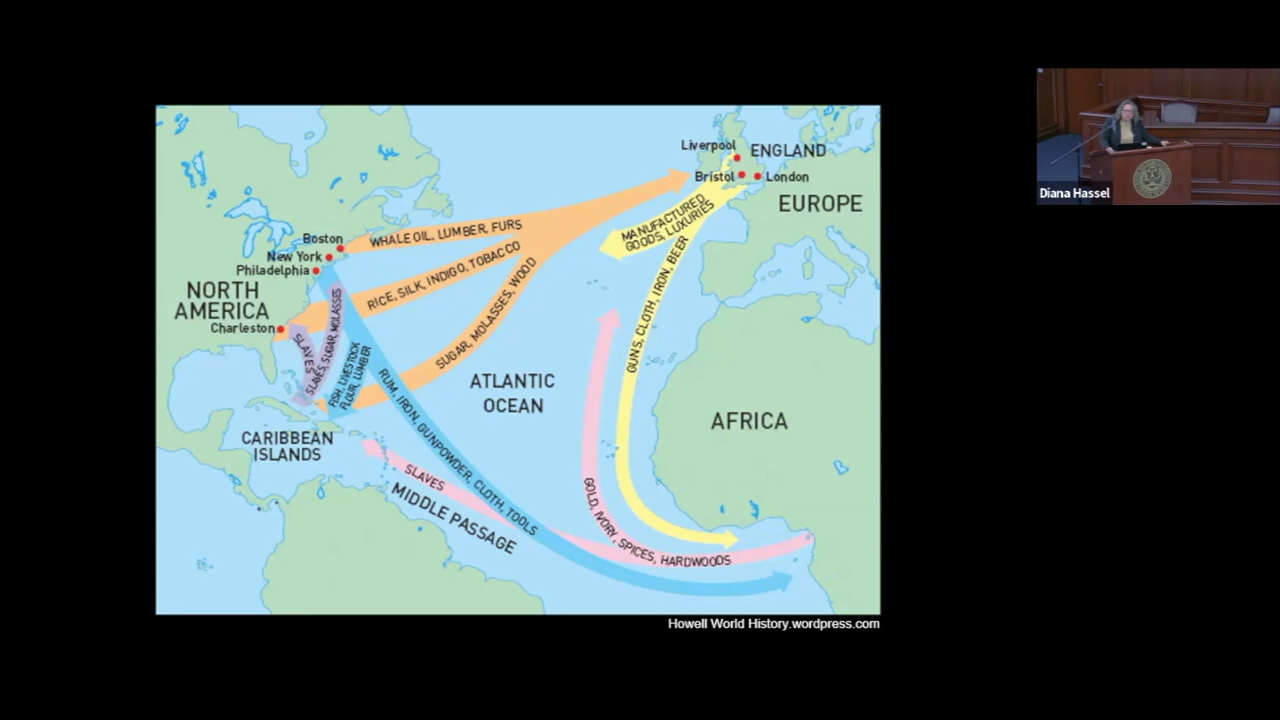 Liverpool
ENGLAND
Bristol
London
EUROPE
MANUFACTURED
GOODS, LUXURIES
Boston
WHALE OIL, LUMBER, FURS
New York
Philadelphia
RICE, SILK, INDIGO, TOBACCO
NORTH
AMERICA
Charleston
SUGAR, MOLASSES, WOOD
GUNS, CLOTH, IRON, BEER
SLAVES
SLAVES, SUGAR, MOLASSES
FISH, LIVESTOCK
FLOUR, LUMBER
RUM, IRON, GUNPOWDER, CLOTH, TOOLS
ATLANTIC
OCEAN
AFRICA
CARIBBEAN
ISLANDS
SLAVES
MIDDLE PASSAGE
GOLD, IVORY, SPICES, HARDWOODS
Howell World History.wordpress.com
Diana Hassel